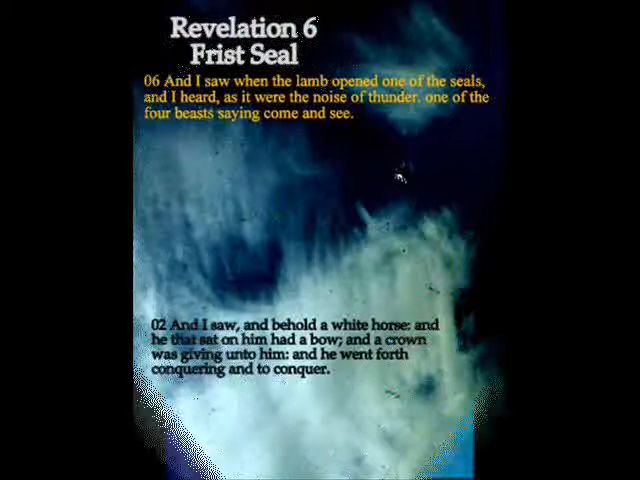 Revelation 6
Frist Seal
06 And I saw when the lamb opened one of the seals,
and I heard, as it were the noise of thunder, one of the
four beasts saying come and see.
02 And I saw, and behold a white horse: and
he that sat on him had a bow; and a crown
was giving unto him: and he went forth
conquering and to conquer.